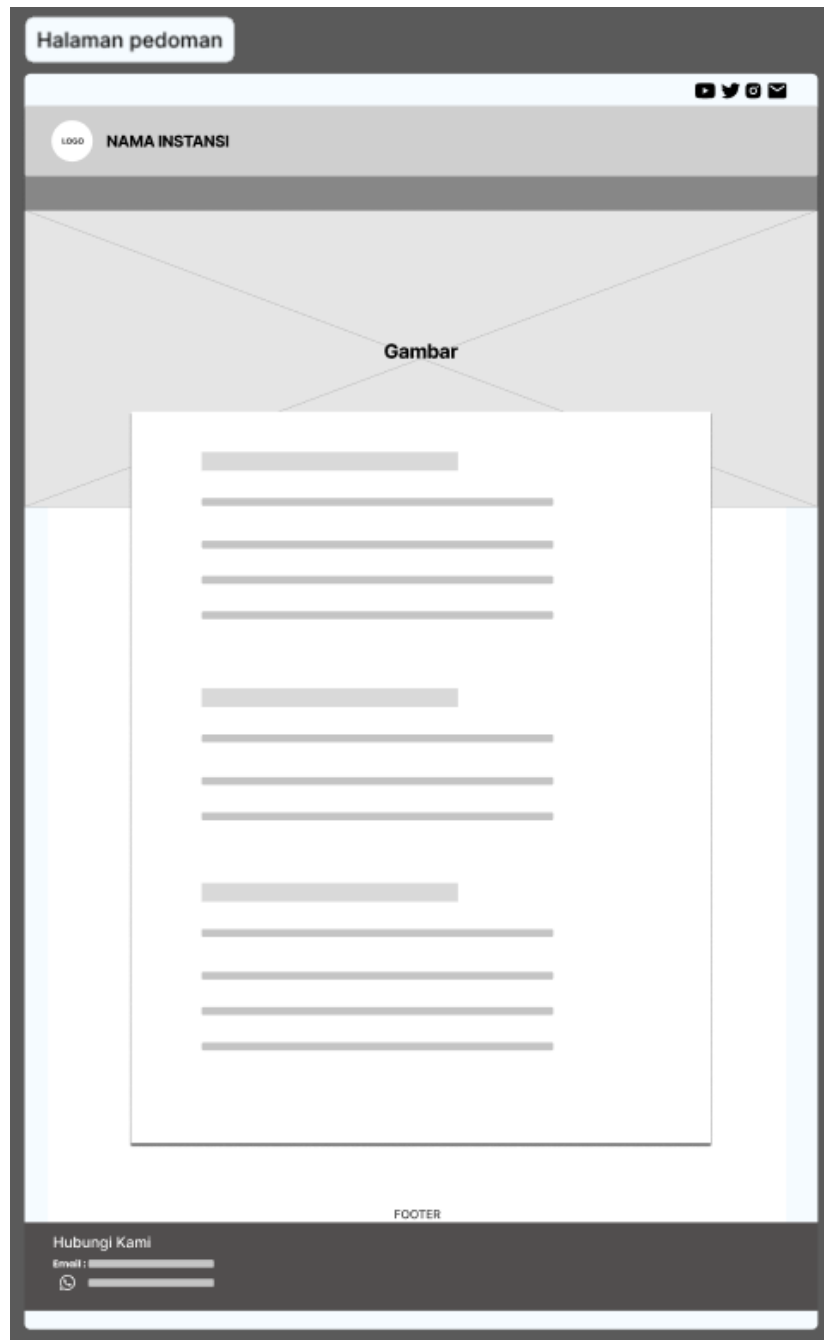 Halaman pedoman
LOGO
NAMA INSTANSI
Gambar
FOOTER
Hubungi Kami
Email :